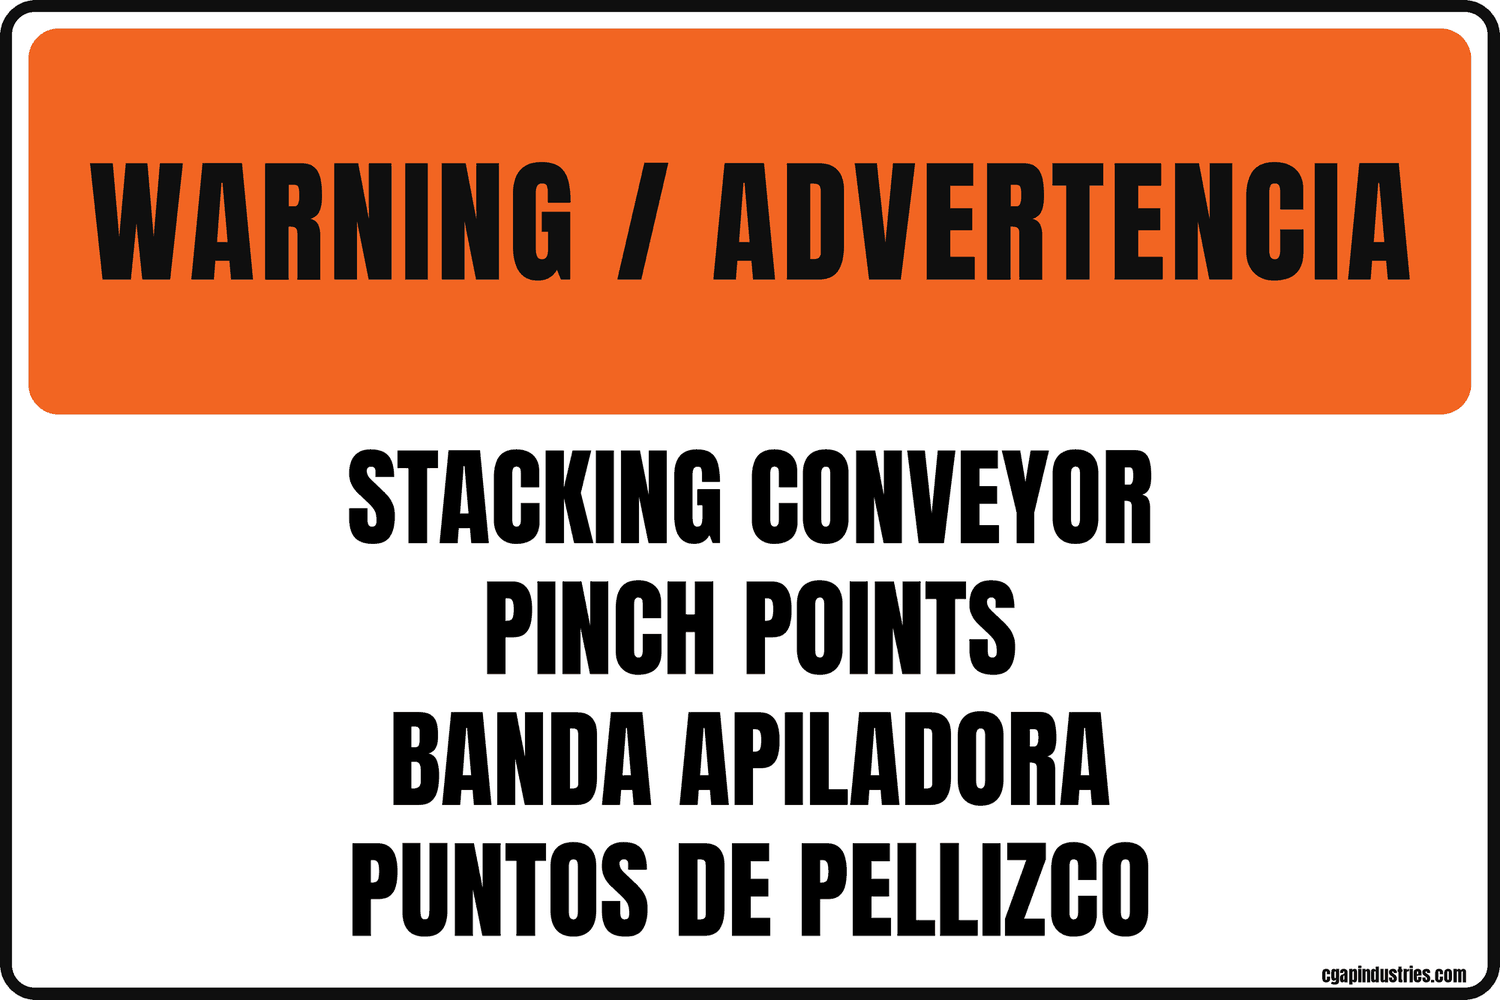 WARNING / ADVERTENCIA
STACKING CONVEYOR
PINCH POINTS
BANDA APILADORA
PUNTOS DE PELLIZCO
cgapindustries.com